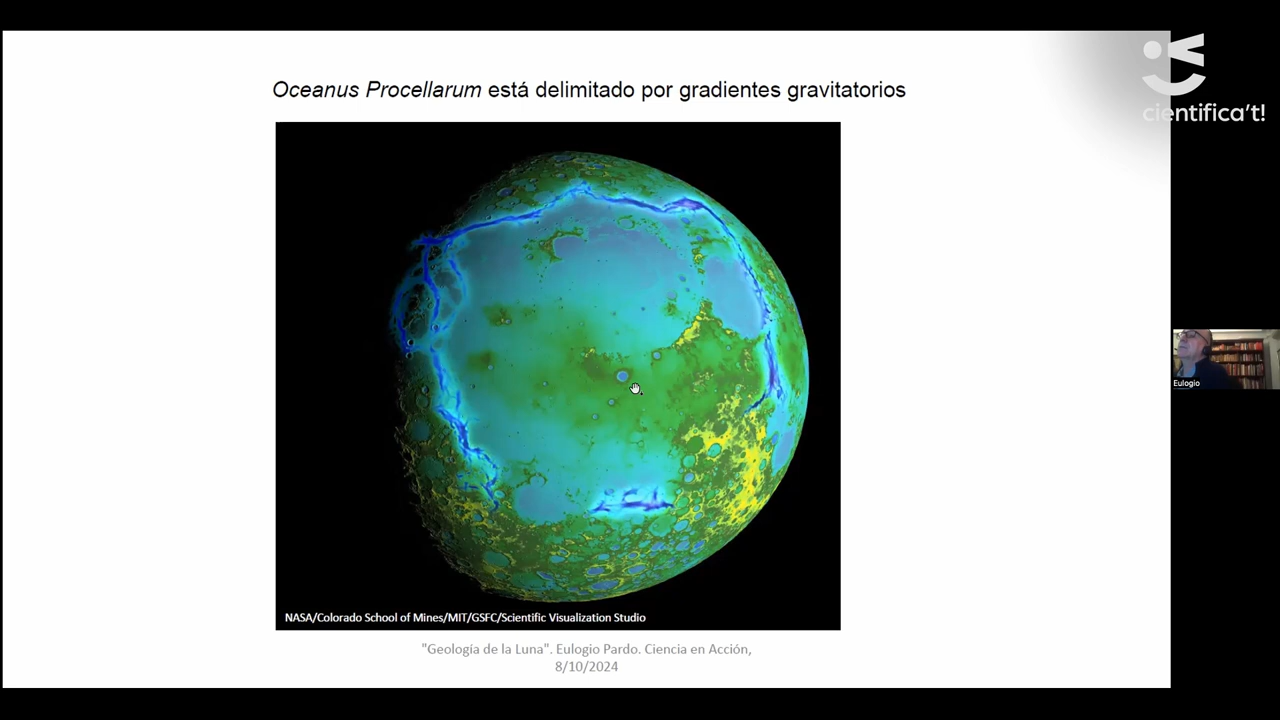 Oceanus Procellarum está delimitado por gradientes gravitatorios
cientifica't!
Eulogio
NASA/Colorado School of Mines/MIT/GSFC/Scientific Visualization Studio
"Geología de la Luna". Eulogio Pardo. Ciencia en Acción,
8/10/2024